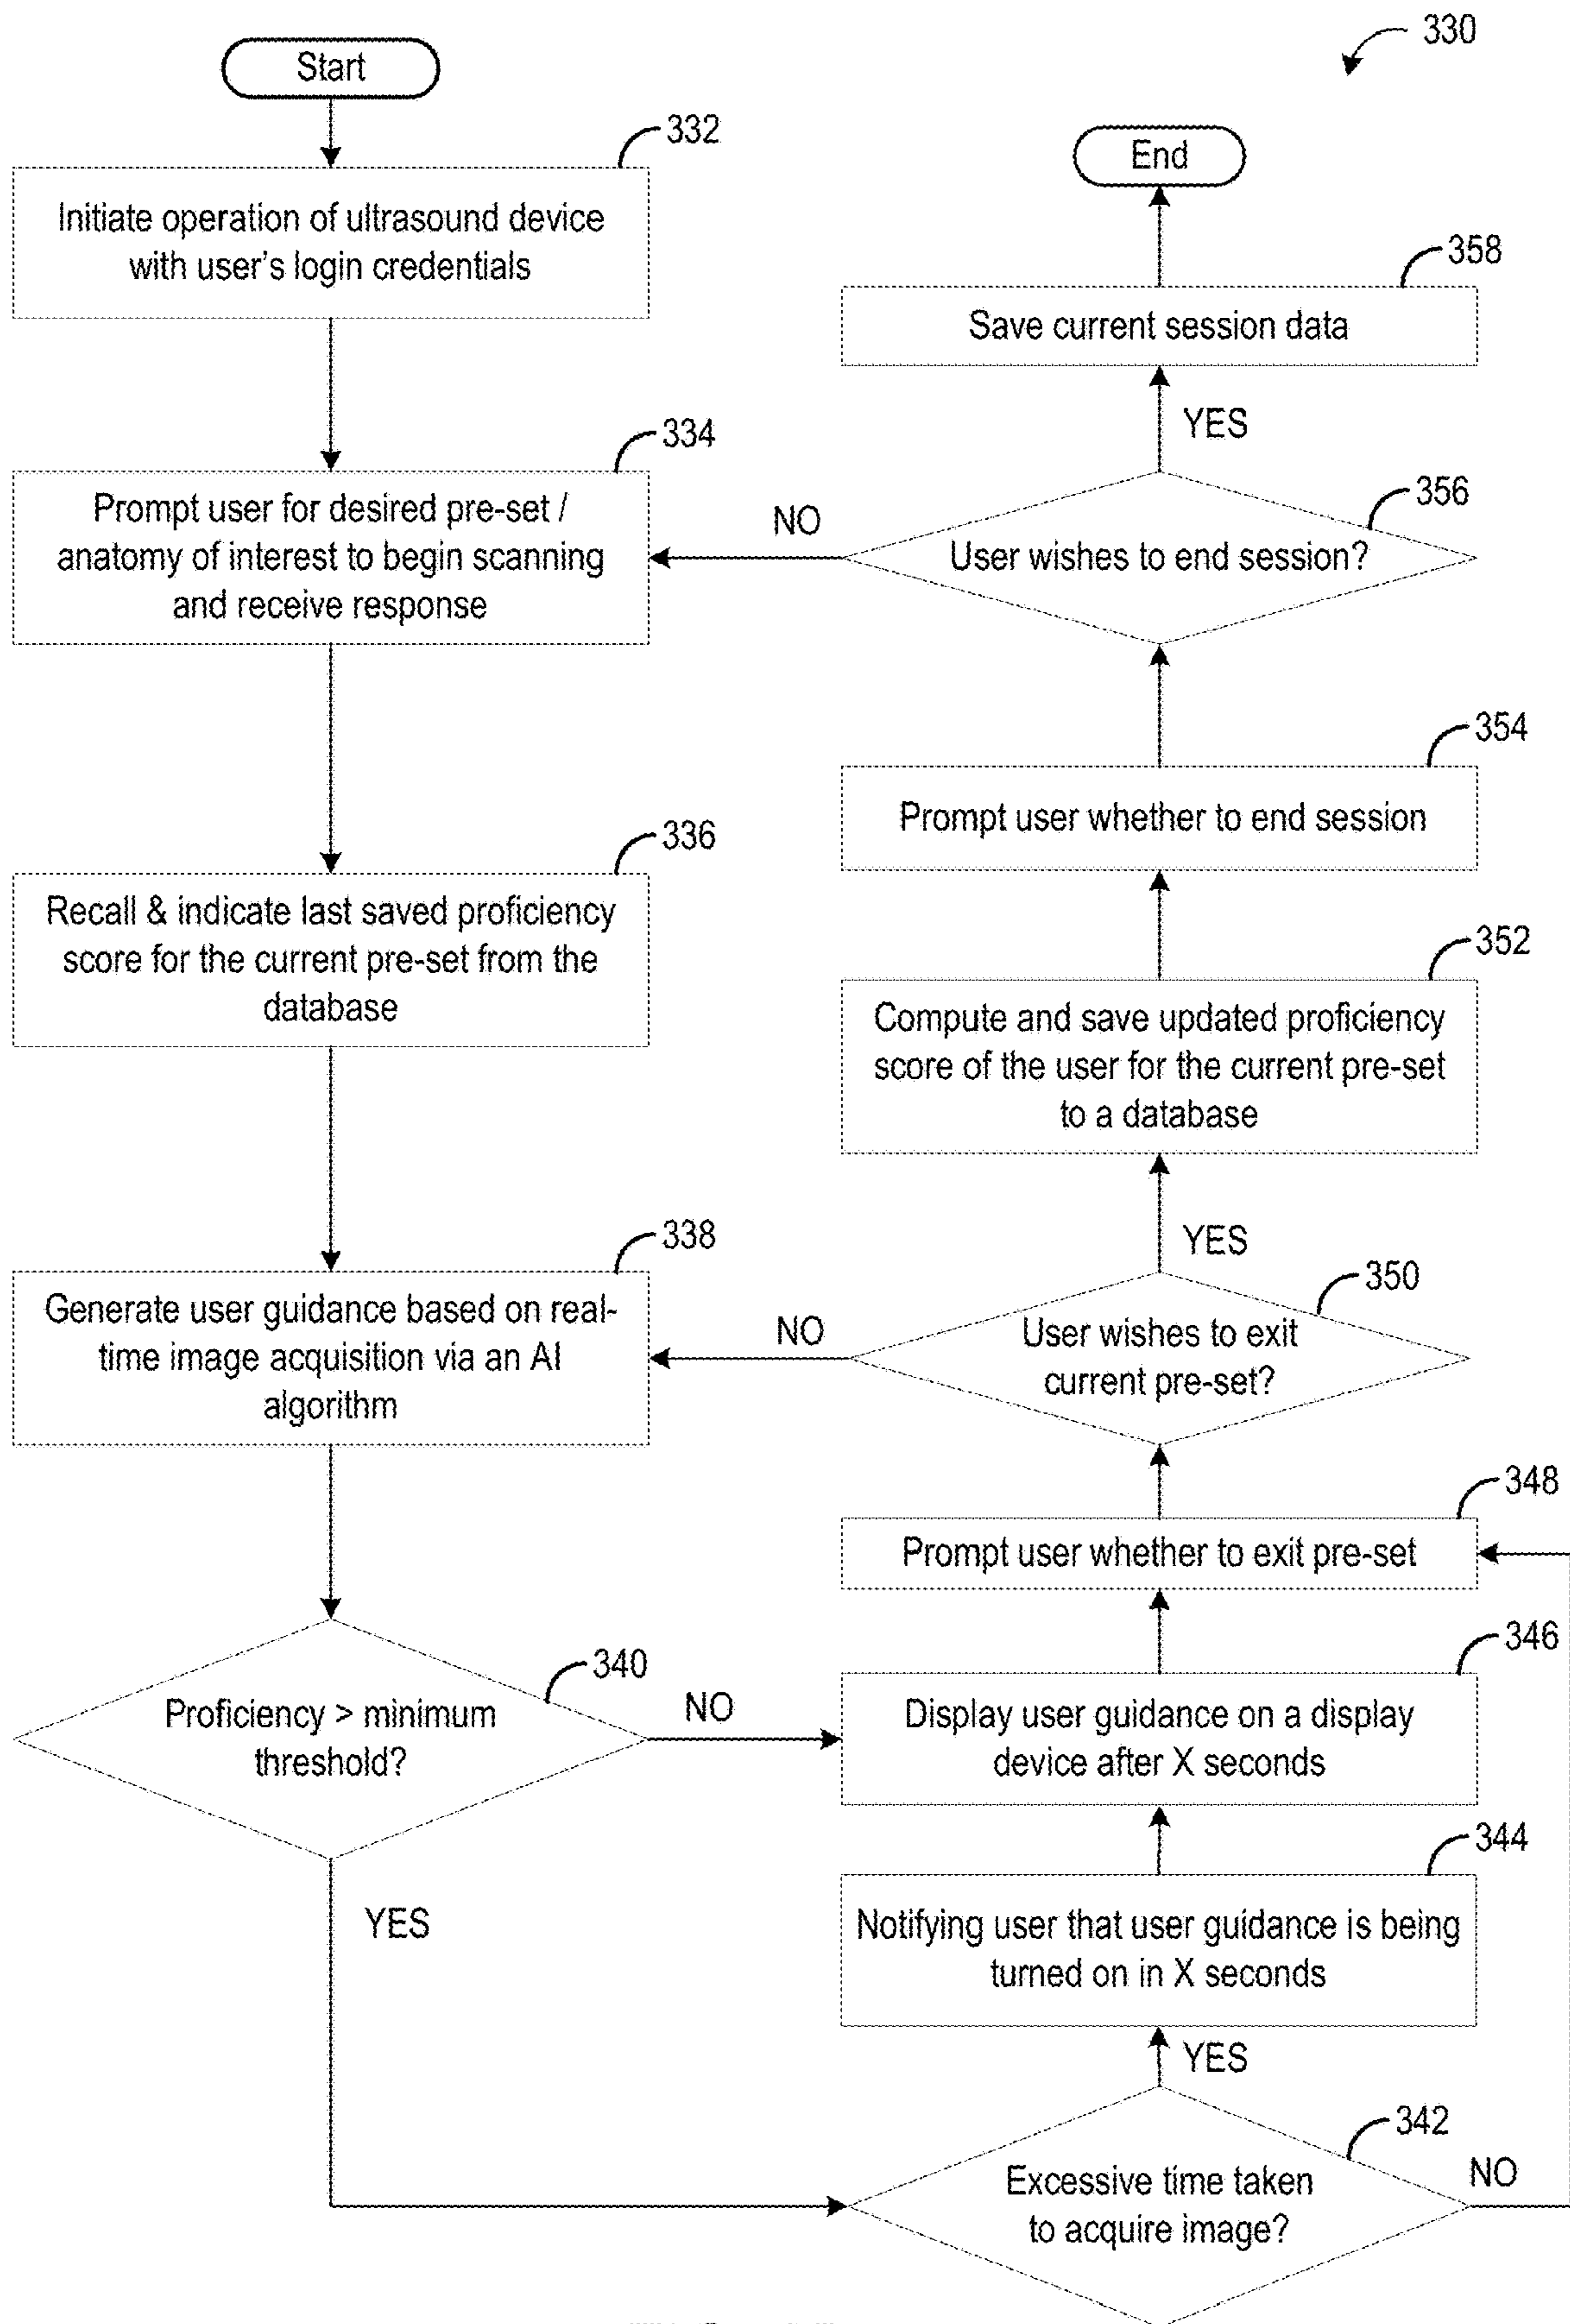 330
Start
332
Initiate operation of ultrasound device
with user's login credentials
334
Prompt user for desired pre-set /
anatomy of interest to begin scanning
and receive response
336
Recall & indicate last saved proficiency
score for the current pre-set from the
database
338
Generate user guidance based on real-
time image acquisition via an AI
algorithm
340
Proficiency > minimum
threshold?
NO
YES
End
358
Save current session data
YES
356
NO
User wishes to end session?
354
Prompt user whether to end session
352
Compute and save updated proficiency
score of the user for the current pre-set
to a database
YES
350
NO
User wishes to exit
current pre-set?
348
Prompt user whether to exit pre-set
346
Display user guidance on a display
device after X seconds
344
Notifying user that user guidance is being
turned on in X seconds
YES
342
Excessive time taken
to acquire image?
NO